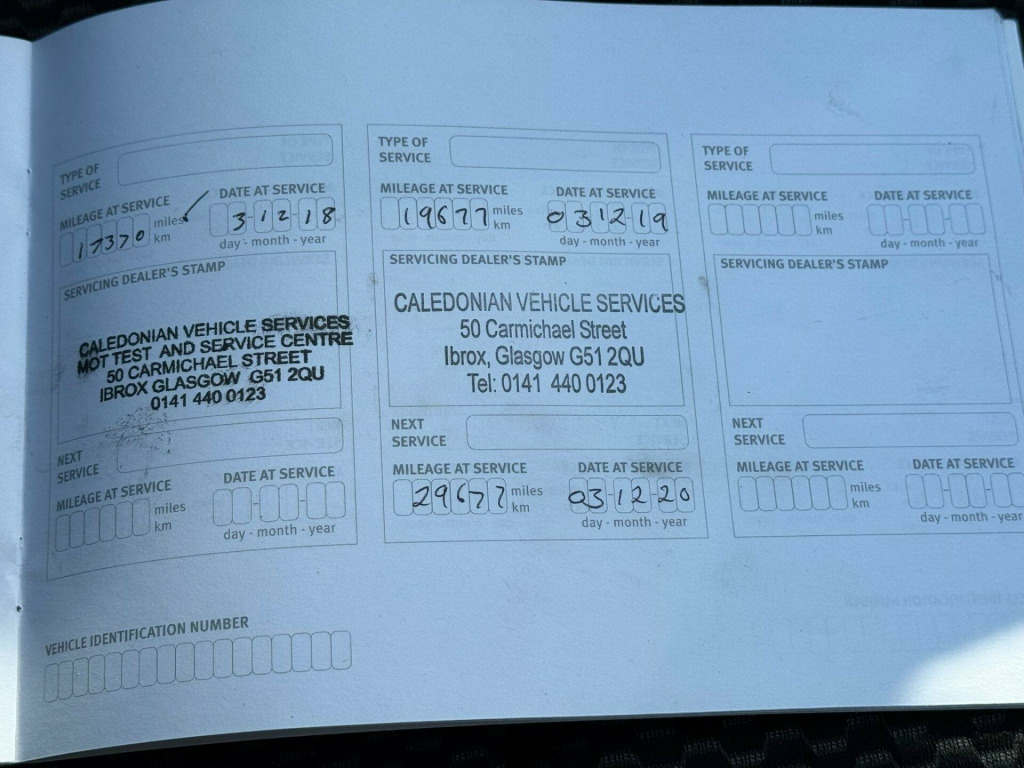 TYPE OF
SERVICE
MILEAGE AT SERVICE
17370 miles
km
DATE AT SERVICE
3-12-18
day - month - year
SERVICING DEALER'S STAMP
CALEDONIAN VEHICLE SERVICES
MOT TEST AND SERVICE CENTRE
50 CARMICHAEL STREET
IBROX GLASGOW G51 2QU
0141 440 0123
NEXT
SERVICE
MILEAGE AT SERVICE
miles
km
DATE AT SERVICE
day - month - year
TYPE OF
SERVICE
MILEAGE AT SERVICE
19677 miles
km
DATE AT SERVICE
03-12-19
day - month - year
SERVICING DEALER'S STAMP
CALEDONIAN VEHICLE SERVICES
50 Carmichael Street
Ibrox, Glasgow G51 2QU
Tel: 0141 440 0123
NEXT
SERVICE
MILEAGE AT SERVICE
29677 miles
km
DATE AT SERVICE
03-12-20
day - month - year
TYPE OF
SERVICE
MILEAGE AT SERVICE
miles
km
DATE AT SERVICE
day - month - year
SERVICING DEALER'S STAMP
NEXT
SERVICE
MILEAGE AT SERVICE
miles
km
DATE AT SERVICE
day - month - year
VEHICLE IDENTIFICATION NUMBER